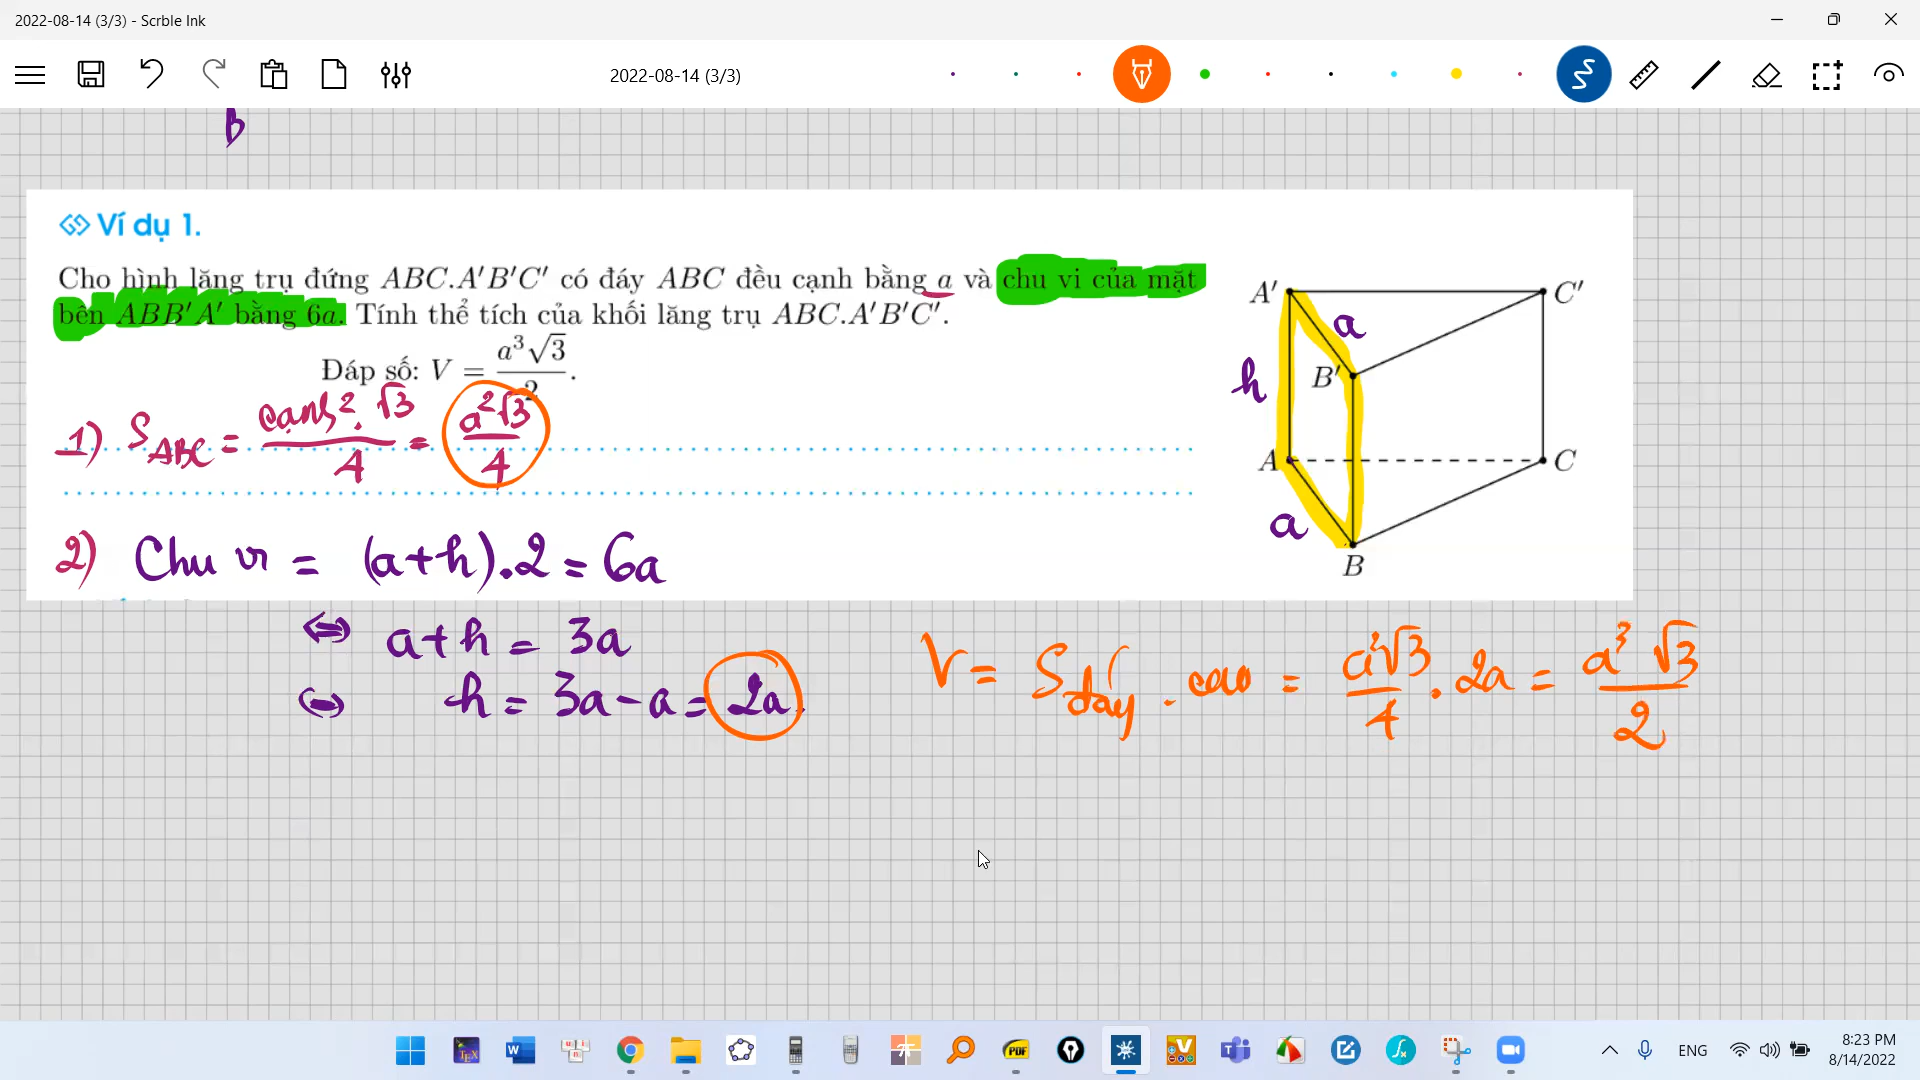 2022-08-14 (3/3) - Scrble Ink
2022-08-14 (3/3)
B
Ví dụ 1.
Cho hình lăng trụ đứng ABC.A'B'C' có đáy ABC đều cạnh bằng a và chu vi của mặt
bên ABB'A' bằng 6a. Tính thể tích của khối lăng trụ ABC.A'B'C'.
Đáp số: V = a³√3 / 2.
1) S_ABC = cạnh². √3 / 4 = a²√3 / 4
2) Chu vi = (a+h).2 = 6a
⇔ a+h = 3a
⇔ h = 3a - a = 2a.
V = S đáy . cao = a²√3 / 4 . 2a = a³√3 / 2
A' C'
a
h B'
A C
a
B
ENG
8:23 PM
8/14/2022